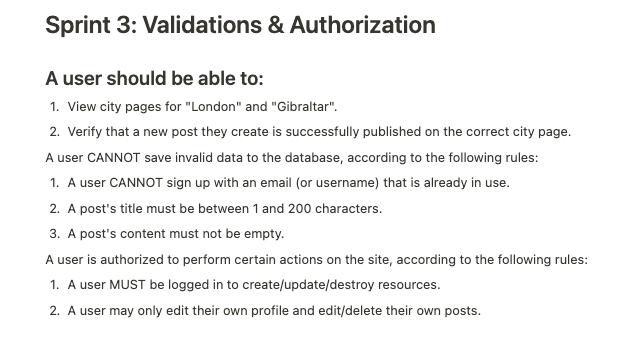 Sprint 3: Validations & Authorization
A user should be able to:
1. View city pages for "London" and "Gibraltar".
2. Verify that a new post they create is successfully published on the correct city page.
A user CANNOT save invalid data to the database, according to the following rules:
1. A user CANNOT sign up with an email (or username) that is already in use.
2. A post's title must be between 1 and 200 characters.
3. A post's content must not be empty.
A user is authorized to perform certain actions on the site, according to the following rules:
1. A user MUST be logged in to create/update/destroy resources.
2. A user may only edit their own profile and edit/delete their own posts.